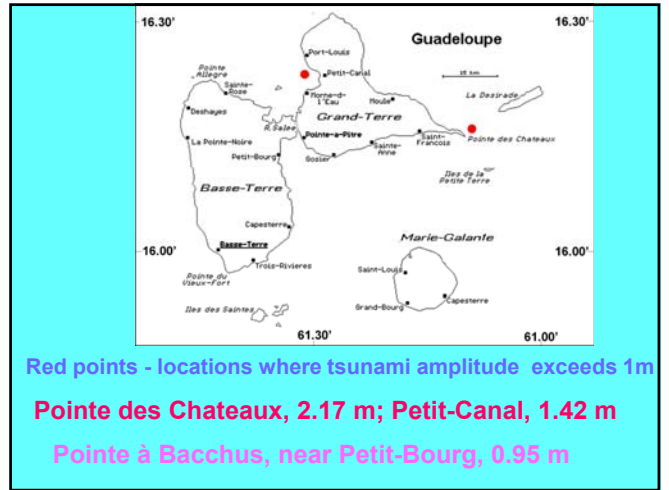 16.30'
16.30'
Guadeloupe
Port-Louis
Pointe
Allegre
Petit-Canal
Sainte-
Rose
Morne-d-
l'Eau
Moule
La Desirade
Deshayes
Grand-Terre
R.Salee
La Pointe-Noire
Pointe-a-Pitre
Saint-
Francois
Pointe des Chateaux
Petit-Bourg
Gosier
Sainte-
Anne
Iles de la
Petite Terre
Basse-Terre
Capesterre
Marie-Galante
16.00'
Basse-Terre
16.00'
Saint-Louis
Trois-Rivieres
Pointe du
Vieux-Fort
Iles des Saintes
Grand-Bourg
Capesterre
61.30'
61.00'
Red points - locations where tsunami amplitude exceeds 1m
Pointe des Chateaux, 2.17 m; Petit-Canal, 1.42 m
Pointe à Bacchus, near Petit-Bourg, 0.95 m